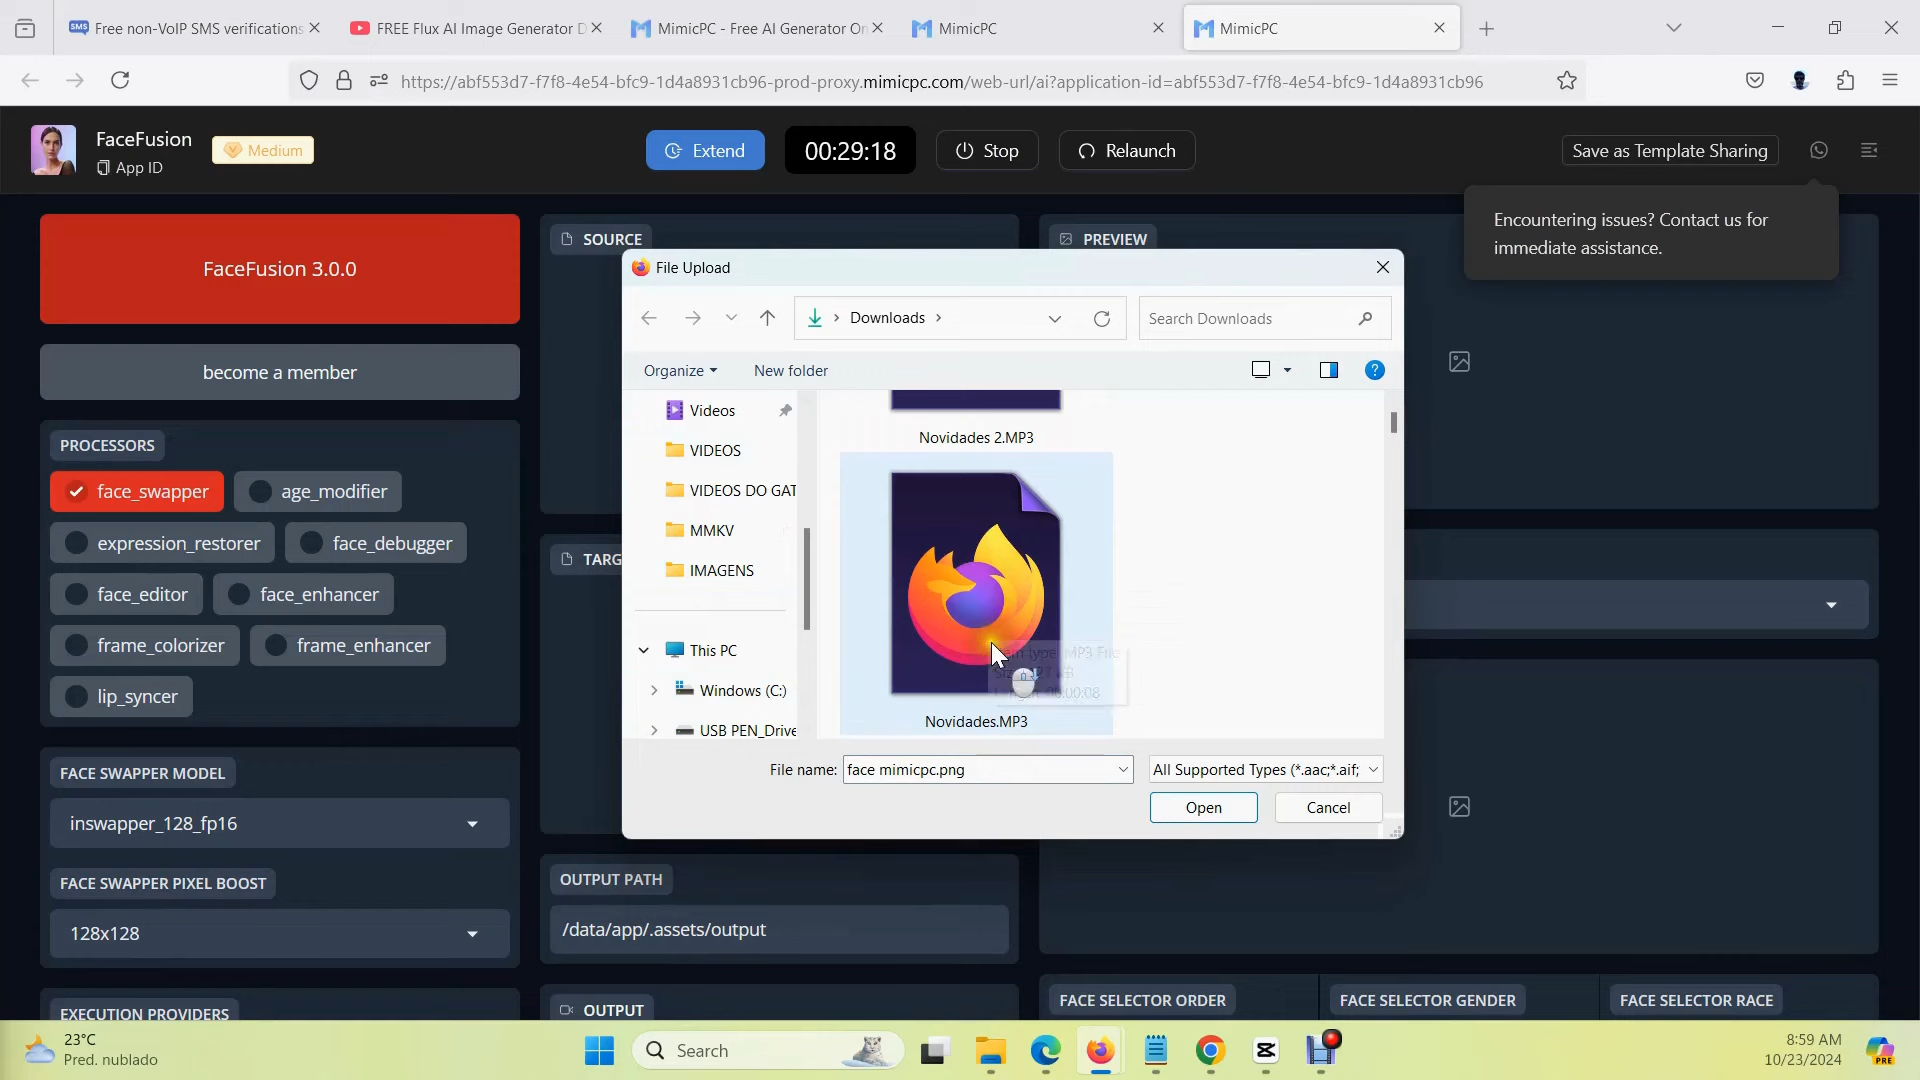 Free non-VoIP SMS verifications
FREE Flux AI Image Generator D
MimicPC - Free AI Generator On
MimicPC
MimicPC
https://abf553d7-f7f8-4e54-bfc9-1d4a8931cb96-prod-proxy.mimicpc.com/web-url/ai?application-id=abf553d7-f7f8-4e54-bfc9-1d4a8931cb96
FaceFusion
App ID
Medium
Extend
00:29:18
Stop
Relaunch
Save as Template Sharing
Encountering issues? Contact us for
immediate assistance.
FaceFusion 3.0.0
become a member
PROCESSORS
face_swapper
age_modifier
expression_restorer
face_debugger
face_editor
face_enhancer
frame_colorizer
frame_enhancer
lip_syncer
FACE SWAPPER MODEL
inswapper_128_fp16
FACE SWAPPER PIXEL BOOST
128x128
EXECUTION PROVIDERS
SOURCE
TARG
OUTPUT PATH
/data/app/.assets/output
OUTPUT
PREVIEW
FACE SELECTOR ORDER
FACE SELECTOR GENDER
FACE SELECTOR RACE
File Upload
Downloads
Search Downloads
Organize
New folder
Videos
VIDEOS
VIDEOS DO GAT
MMKV
IMAGENS
This PC
Windows (C:)
USB PEN_Drive
Novidades 2.MP3
Novidades.MP3
File name:
face mimicpc.png
All Supported Types (*.aac;*.aif;
Open
Cancel
23°C
Pred. nublado
Search
8:59 AM
10/23/2024
PRE